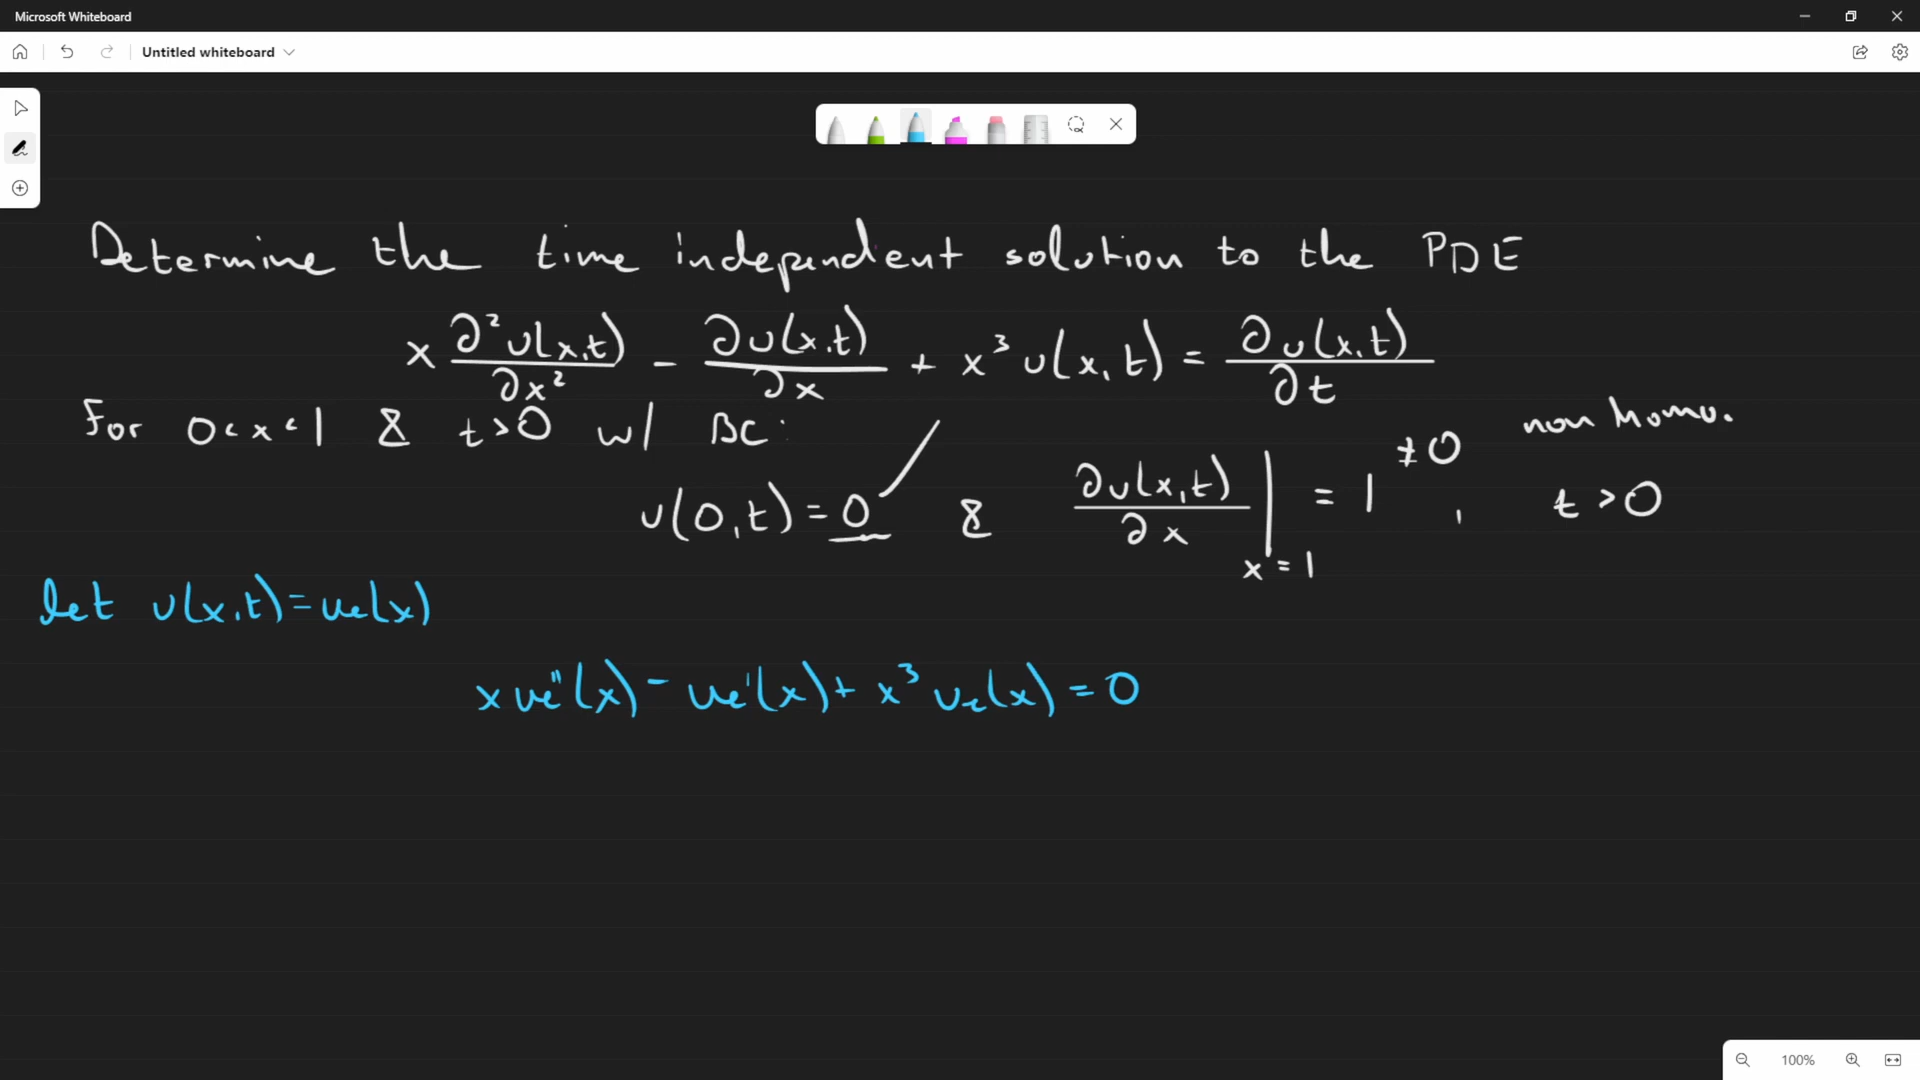 Microsoft Whiteboard
Untitled whiteboard
Determine the time independent solution to the PDE
x ∂²u(x,t)/∂x² - ∂u(x,t)/∂x + x³ u(x,t) = ∂u(x,t)/∂t
For 0<x<1 & t>0 w/ BC:
non homo.
u(0,t)=0 & ∂u(x,t)/∂x |x=1 = 1 ≠0 , t>0
let u(x,t)=ue(x)
x ue''(x) - ue'(x) + x³ ue(x) = 0
100%